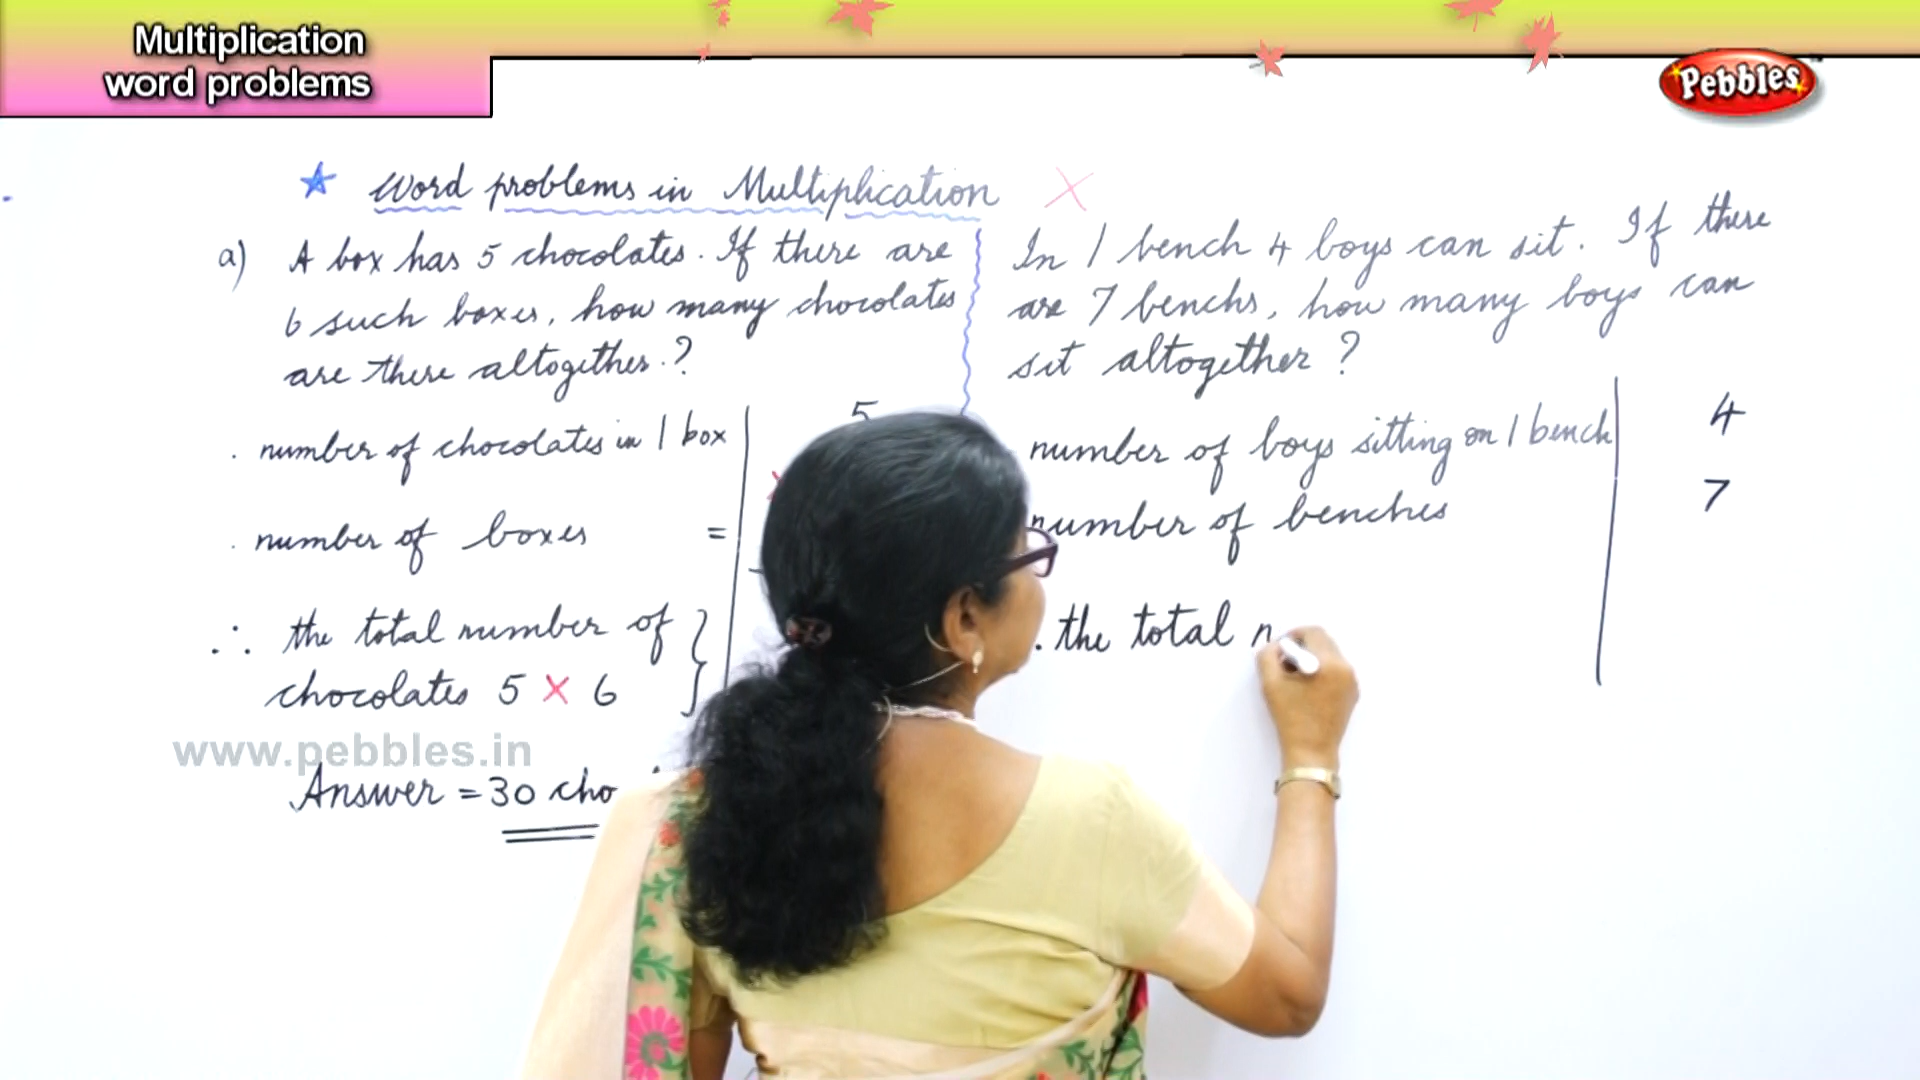 Multiplication
word problems
Pebbles
Word problems in Multiplication
a) A box has 5 chocolates. If there are
6 such boxes, how many chocolates
are there altogether.?
. number of chocolates in 1 box
5
. number of boxes =
∴ the total number of
chocolates 5 × 6
www.pebbles.in
Answer = 30 cho
In 1 bench 4 boys can sit. If there
are 7 benchs, how many boys can
sit altogether?
number of boys sitting on 1 bench
4
number of benches
7
. the total n